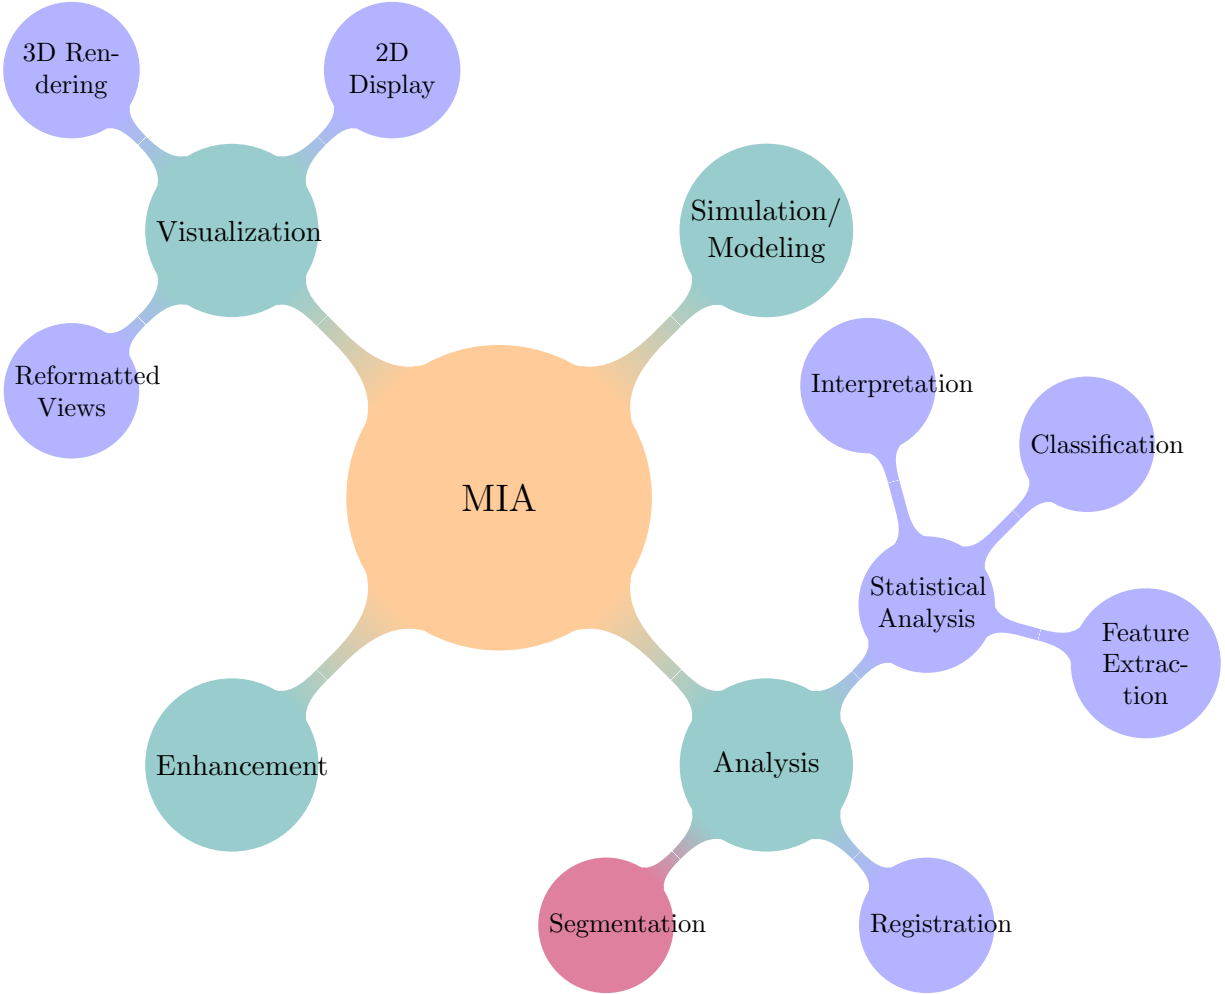 3D Ren-
dering
2D
Display
Visualization
Simulation/
Modeling
Reformatted
Views
Interpretation
Classification
MIA
Statistical
Analysis
Feature
Extrac-
tion
Enhancement
Analysis
Segmentation
Registration